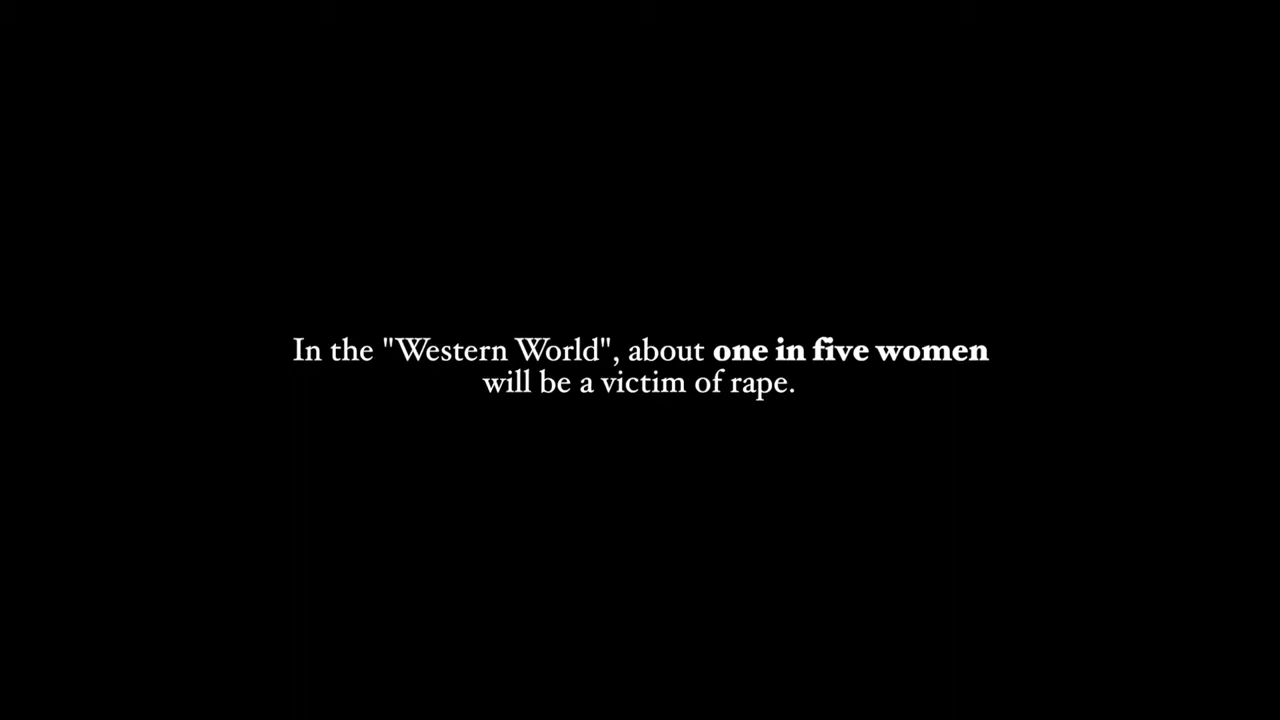 In the "Western World", about one in five women
will be a victim of rape.